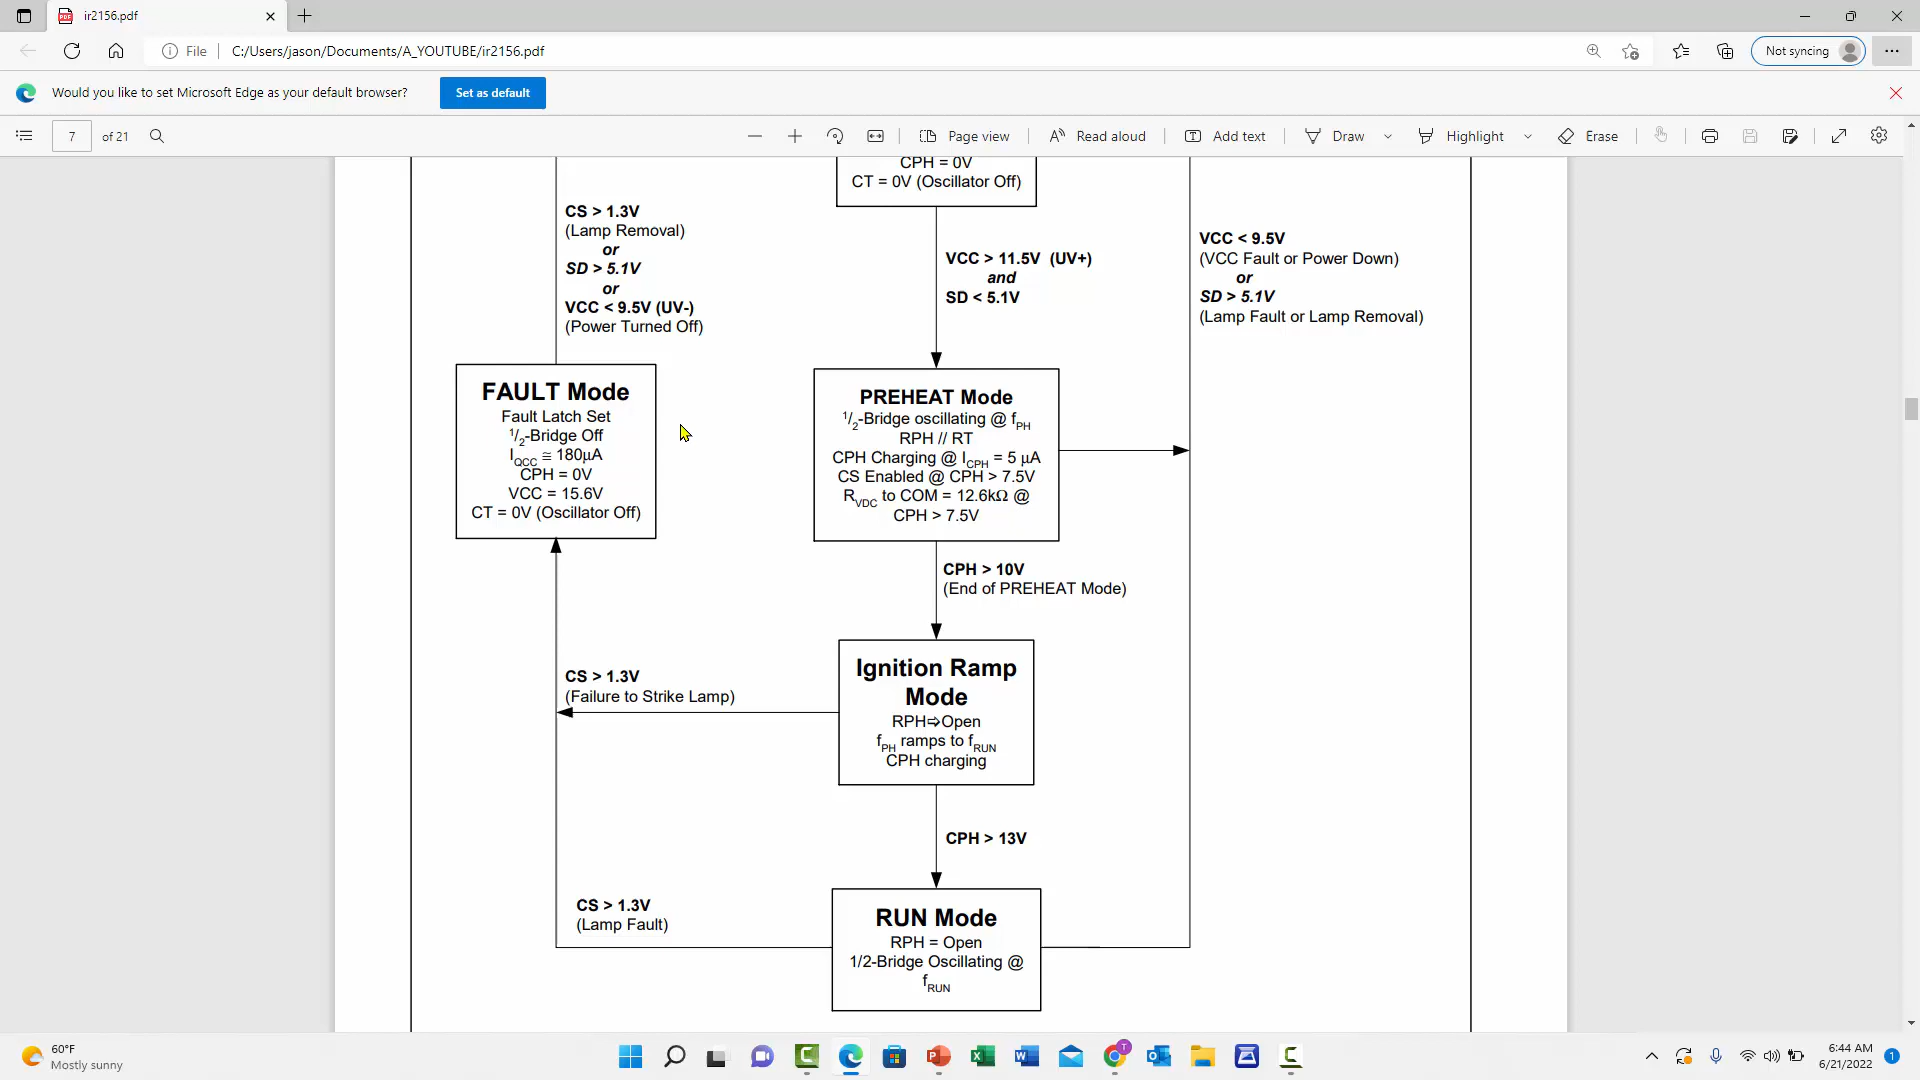 ir2156.pdf
File
C:/Users/jason/Documents/A_YOUTUBE/ir2156.pdf
Not syncing
Would you like to set Microsoft Edge as your default browser?
Set as default
7 of 21
Page view
Read aloud
Add text
Draw
Highlight
Erase
CPH = 0V
CT = 0V (Oscillator Off)
CS > 1.3V
(Lamp Removal)
or
SD > 5.1V
or
VCC < 9.5V (UV-)
(Power Turned Off)
VCC > 11.5V (UV+)
and
SD < 5.1V
VCC < 9.5V
(VCC Fault or Power Down)
or
SD > 5.1V
(Lamp Fault or Lamp Removal)
FAULT Mode
Fault Latch Set
1/2-Bridge Off
IQCC ≅ 180µA
CPH = 0V
VCC = 15.6V
CT = 0V (Oscillator Off)
PREHEAT Mode
1/2-Bridge oscillating @ fPH
RPH // RT
CPH Charging @ ICPH = 5 µA
CS Enabled @ CPH > 7.5V
RVDC to COM = 12.6kΩ @
CPH > 7.5V
CPH > 10V
(End of PREHEAT Mode)
CS > 1.3V
(Failure to Strike Lamp)
Ignition Ramp
Mode
RPH⇨Open
fPH ramps to fRUN
CPH charging
CPH > 13V
CS > 1.3V
(Lamp Fault)
RUN Mode
RPH = Open
1/2-Bridge Oscillating @
fRUN
60°F
Mostly sunny
T
6:44 AM
6/21/2022
1